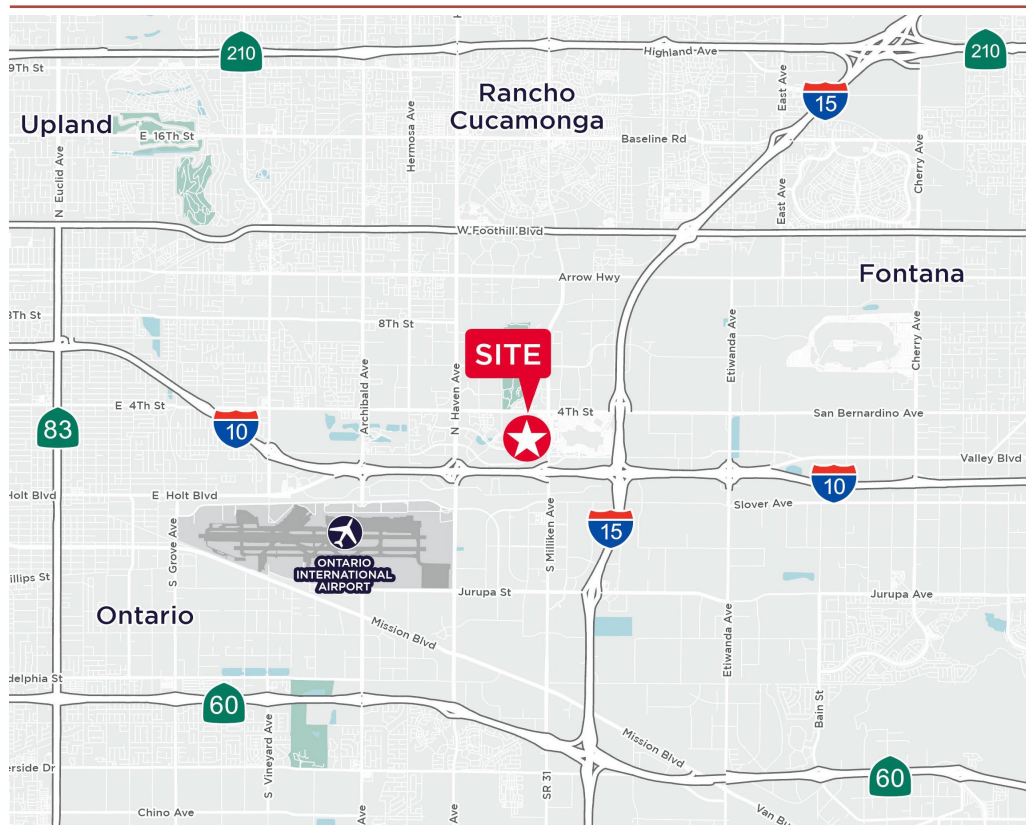 Highland Ave
210
210
9Th St
East Ave
15
Rancho
Cucamonga
Upland
E 16Th St
Hermosa Ave
Baseline Rd
N Euclid Ave
Cherry Ave
East Ave
W Foothill Blvd
Arrow Hwy
Fontana
8Th St
8Th St
SITE
Etiwanda Ave
Cherry Ave
Archibald Ave
N Haven Ave
E 4Th St
4Th St
San Bernardino Ave
83
10
Valley Blvd
10
Holt Blvd
E Holt Blvd
Slover Ave
15
S Grove Ave
S Milliken Ave
ONTARIO
INTERNATIONAL
AIRPORT
illips St
Jurupa St
Jurupa Ave
Ontario
Mission Blvd
Etiwanda Ave
delphia St
60
Bain St
S Vineyard Ave
Mission Blvd
erside Dr
SR 31
60
Chino Ave
Ave
Ave
Van Bu